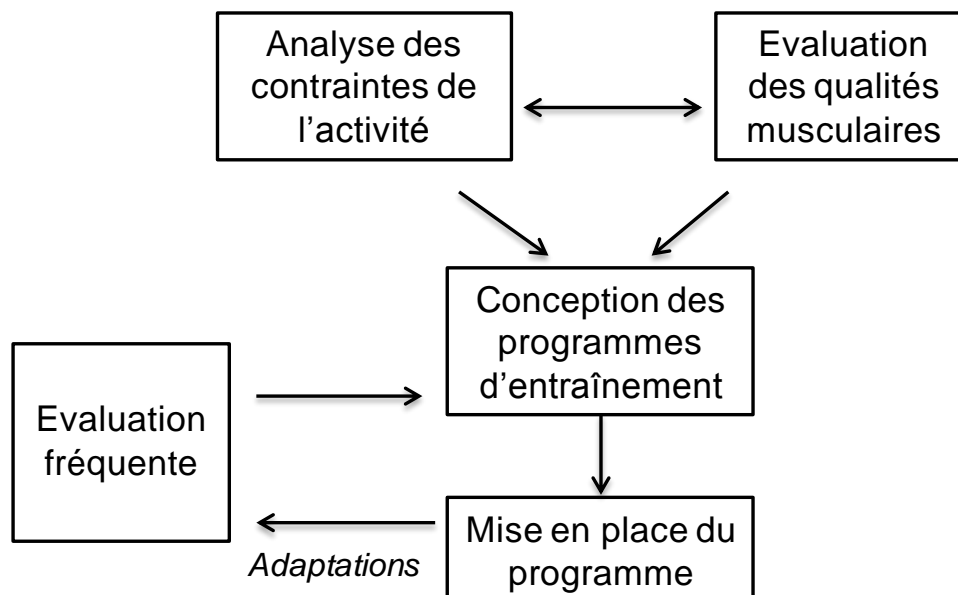 Analyse des
contraintes de
l’activité
Evaluation
des qualités
musculaires
Conception des
programmes
d’entraînement
Evaluation
fréquente
Mise en place du
programme
Adaptations